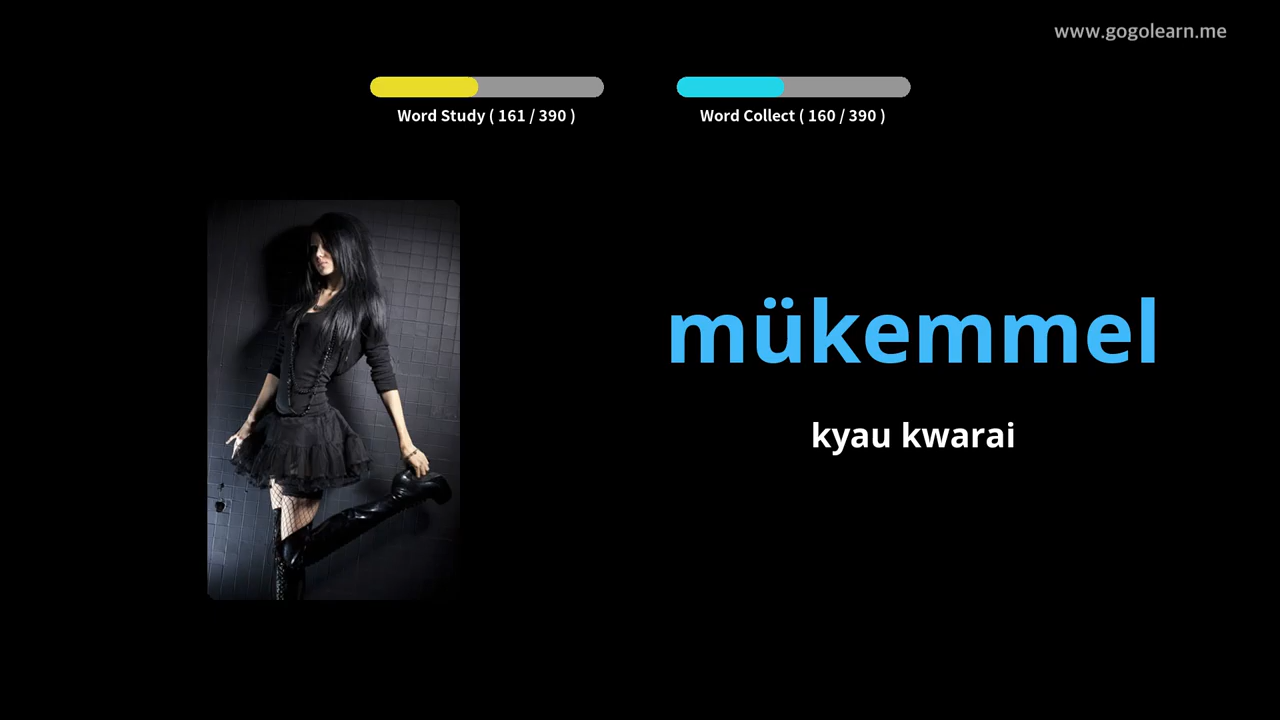 www.gogolearn.me
Word Study ( 161 / 390 )
Word Collect ( 160 / 390 )
mükemmel
kyau kwarai